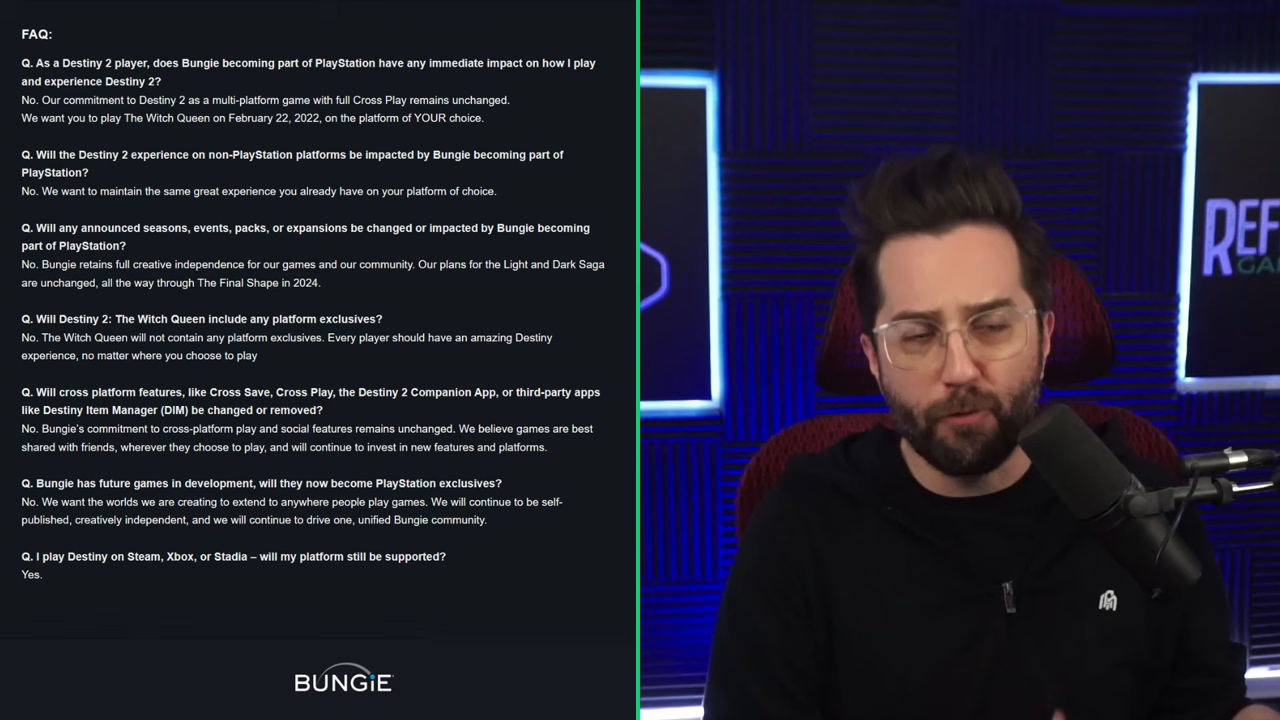 FAQ:
Q. As a Destiny 2 player, does Bungie becoming part of PlayStation have any immediate impact on how I play
and experience Destiny 2?
No. Our commitment to Destiny 2 as a multi-platform game with full Cross Play remains unchanged.
We want you to play The Witch Queen on February 22, 2022, on the platform of YOUR choice.
Q. Will the Destiny 2 experience on non-PlayStation platforms be impacted by Bungie becoming part of
PlayStation?
No. We want to maintain the same great experience you already have on your platform of choice.
Q. Will any announced seasons, events, packs, or expansions be changed or impacted by Bungie becoming
part of PlayStation?
No. Bungie retains full creative independence for our games and our community. Our plans for the Light and Dark Saga
are unchanged, all the way through The Final Shape in 2024.
Q. Will Destiny 2: The Witch Queen include any platform exclusives?
No. The Witch Queen will not contain any platform exclusives. Every player should have an amazing Destiny
experience, no matter where you choose to play
Q. Will cross platform features, like Cross Save, Cross Play, the Destiny 2 Companion App, or third-party apps
like Destiny Item Manager (DIM) be changed or removed?
No. Bungie's commitment to cross-platform play and social features remains unchanged. We believe games are best
shared with friends, wherever they choose to play, and will continue to invest in new features and platforms.
Q. Bungie has future games in development, will they now become PlayStation exclusives?
No. We want the worlds we are creating to extend to anywhere people play games. We will continue to be self-
published, creatively independent, and we will continue to drive one, unified Bungie community.
Q. I play Destiny on Steam, Xbox, or Stadia – will my platform still be supported?
Yes.
BUNGiE
REF
GA